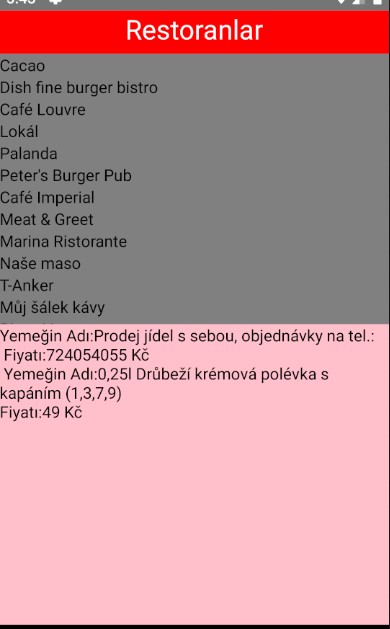 Restoranlar
Cacao
Dish fine burger bistro
Café Louvre
Lokál
Palanda
Peter's Burger Pub
Café Imperial
Meat & Greet
Marina Ristorante
Naše maso
T-Anker
Můj šálek kávy
Yemeğin Adı:Prodej jídel s sebou, objednávky na tel.:
Fiyatı:724054055 Kč
Yemeğin Adı:0,25l Drůbeží krémová polévka s
kapáním (1,3,7,9)
Fiyatı:49 Kč